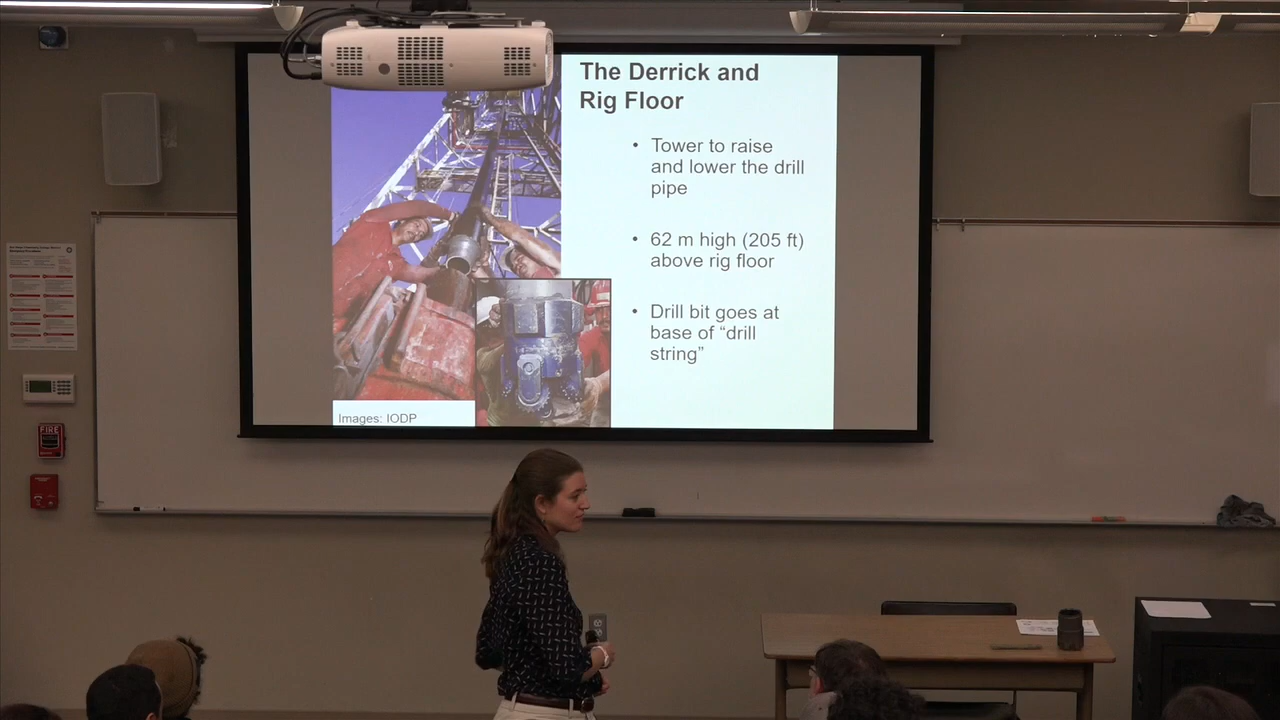 The Derrick and
Rig Floor
• Tower to raise
and lower the drill
pipe
• 62 m high (205 ft)
above rig floor
• Drill bit goes at
base of “drill
string”
Images: IODP
FIRE